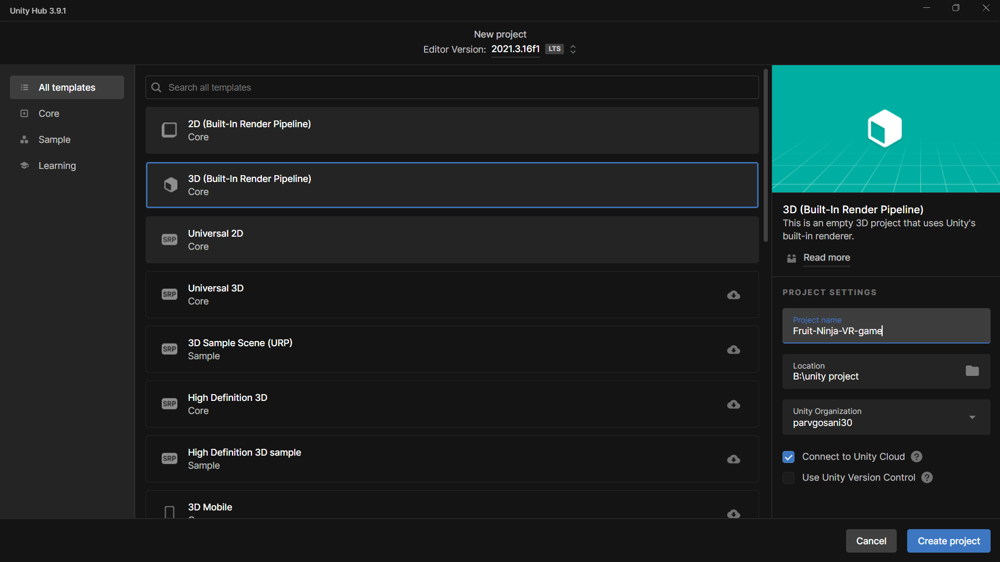 Unity Hub 3.9.1
New project
Editor Version: 2021.3.16f1 LTS
All templates
Core
Sample
Learning
Search all templates
2D (Built-In Render Pipeline)
Core
3D (Built-In Render Pipeline)
Core
SRP
Universal 2D
Core
SRP
Universal 3D
Core
SRP
3D Sample Scene (URP)
Sample
SRP
High Definition 3D
Core
SRP
High Definition 3D sample
Sample
3D Mobile
3D (Built-In Render Pipeline)
This is an empty 3D project that uses Unity's
built-in renderer.
Read more
PROJECT SETTINGS
Project name
Fruit-Ninja-VR-game
Location
B:\unity project
Unity Organization
parvgosani30
Connect to Unity Cloud ?
Use Unity Version Control ?
Cancel
Create project